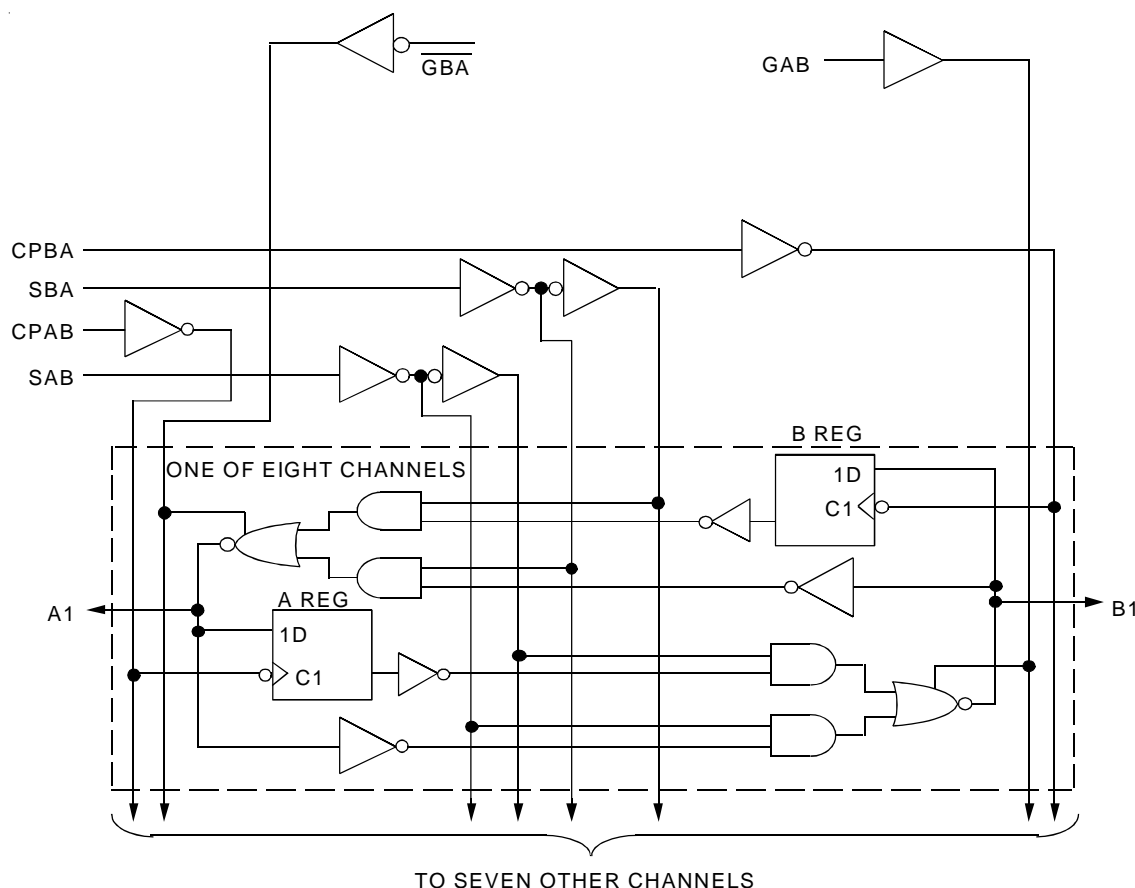 GBA
GAB
CPBA
SBA
CPAB
SAB
B REG
ONE OF EIGHT CHANNELS
1D
C1
A REG
A1
B1
1D
C1
TO SEVEN OTHER CHANNELS